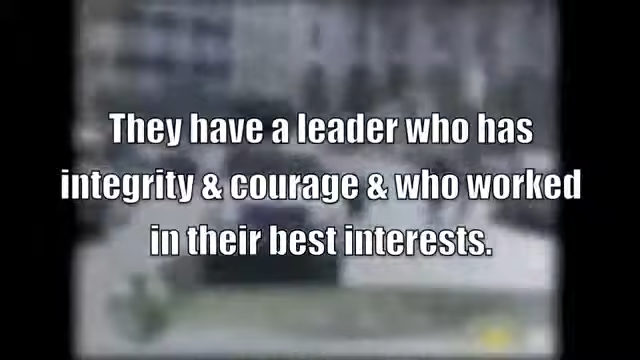 They have a leader who has
integrity & courage & who worked
in their best interests.